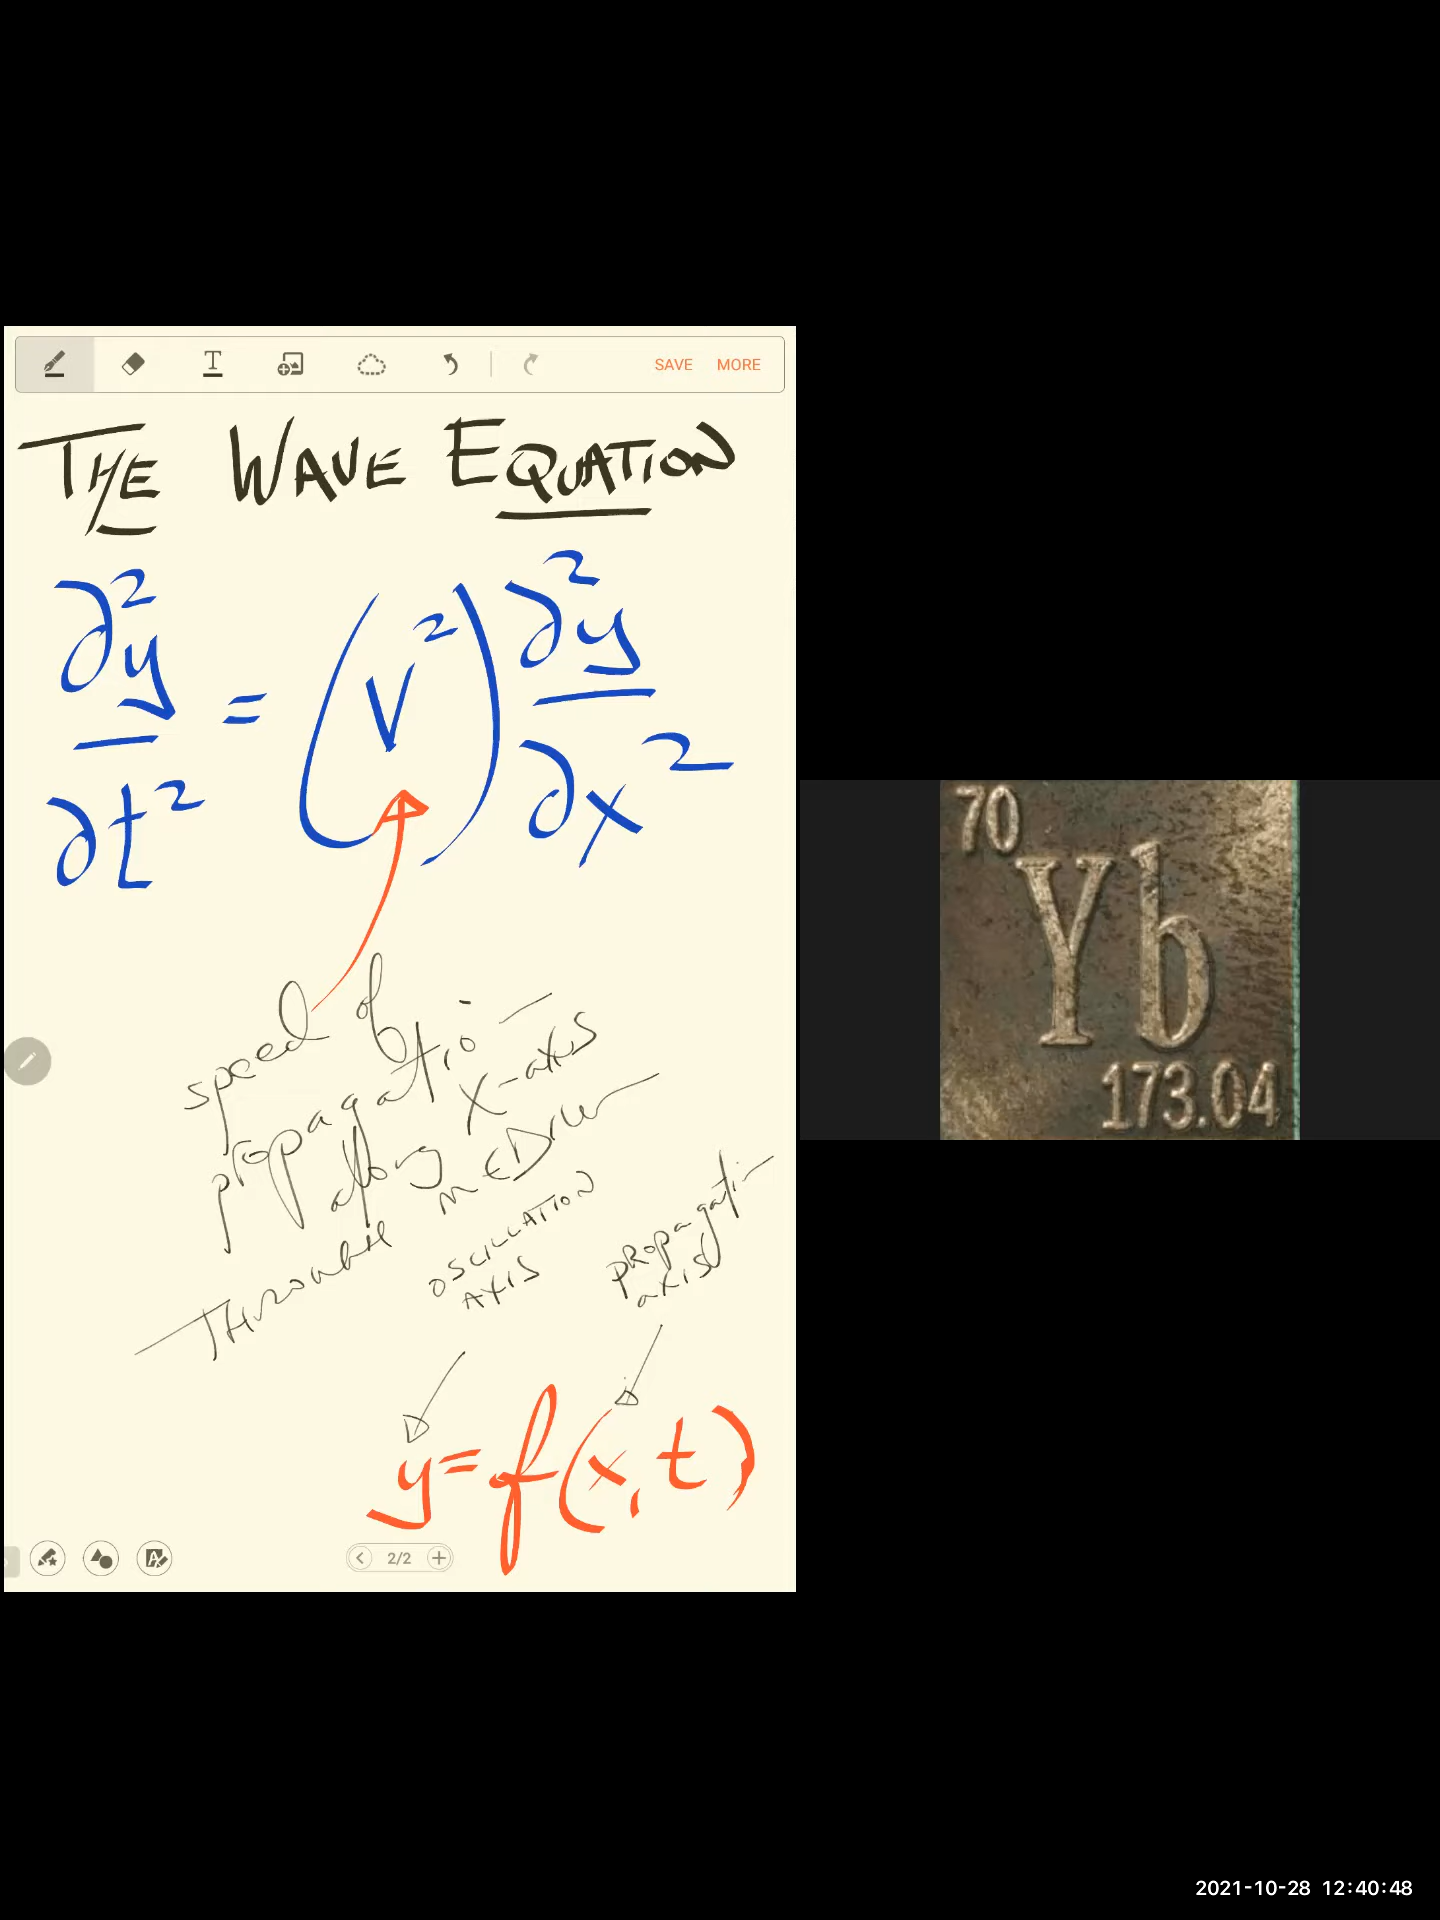 SAVE MORE
THE WAVE EQUATION
∂²y/∂t² = (v²) ∂²y/∂x²
speed of
propagation
along x-axis
THROUGH MEDIUM
OSCILLATION
AXIS
PROPagation
axis
y = f(x,t)
2/2
70
Yb
173.04
2021-10-28 12:40:48